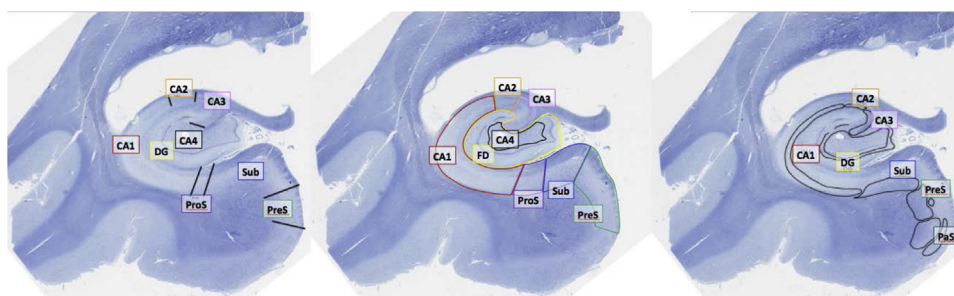 CA2
CA3
CA1
DG
CA4
Sub
ProS
PreS
CA2
CA3
CA1
FD
CA4
Sub
ProS
PreS
CA2
CA3
CA1
DG
Sub
PreS
PaS